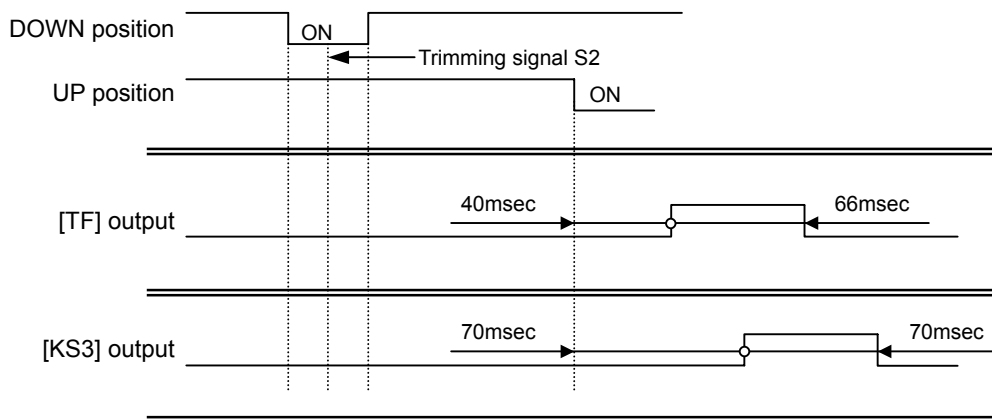 DOWN position
ON
Trimming signal S2
UP position
ON
[TF] output
40msec
66msec
[KS3] output
70msec
70msec